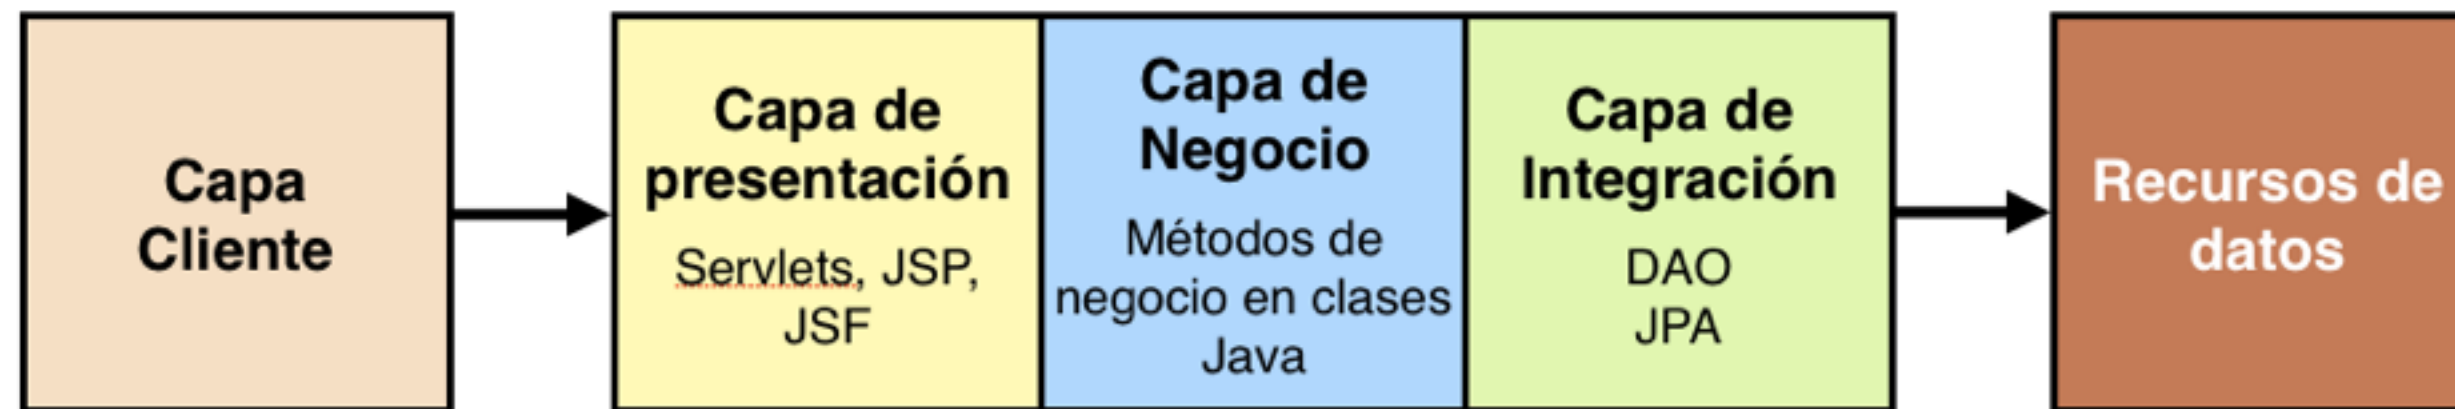 Capa
Cliente
Capa de
presentación
Servlets, JSP,
JSF
Capa de
Negocio
Métodos de
negocio en clases
Java
Capa de
Integración
DAO
JPA
Recursos de
datos